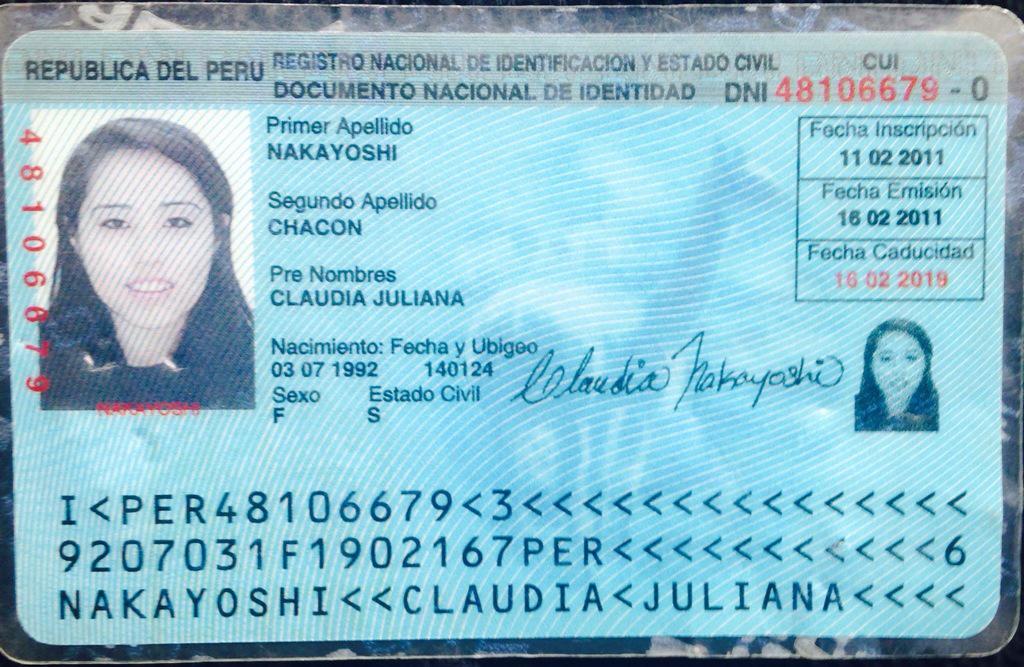 REPUBLICA DEL PERU
REGISTRO NACIONAL DE IDENTIFICACION Y ESTADO CIVIL
DOCUMENTO NACIONAL DE IDENTIDAD
CUI
DNI 48106679 - 0
48106679
NAKAYOSHI
Primer Apellido
NAKAYOSHI
Segundo Apellido
CHACON
Pre Nombres
CLAUDIA JULIANA
Nacimiento: Fecha y Ubigeo
03 07 1992 140124
Sexo Estado Civil
F S
Fecha Inscripción
11 02 2011
Fecha Emisión
16 02 2011
Fecha Caducidad
16 02 2019
Claudia Nakayoshi
I<PER48106679<3<<<<<<<<<<<<<<<
9207031F1902167PER<<<<<<<<<<<6
NAKAYOSHI<<CLAUDIA<JULIANA<<<<